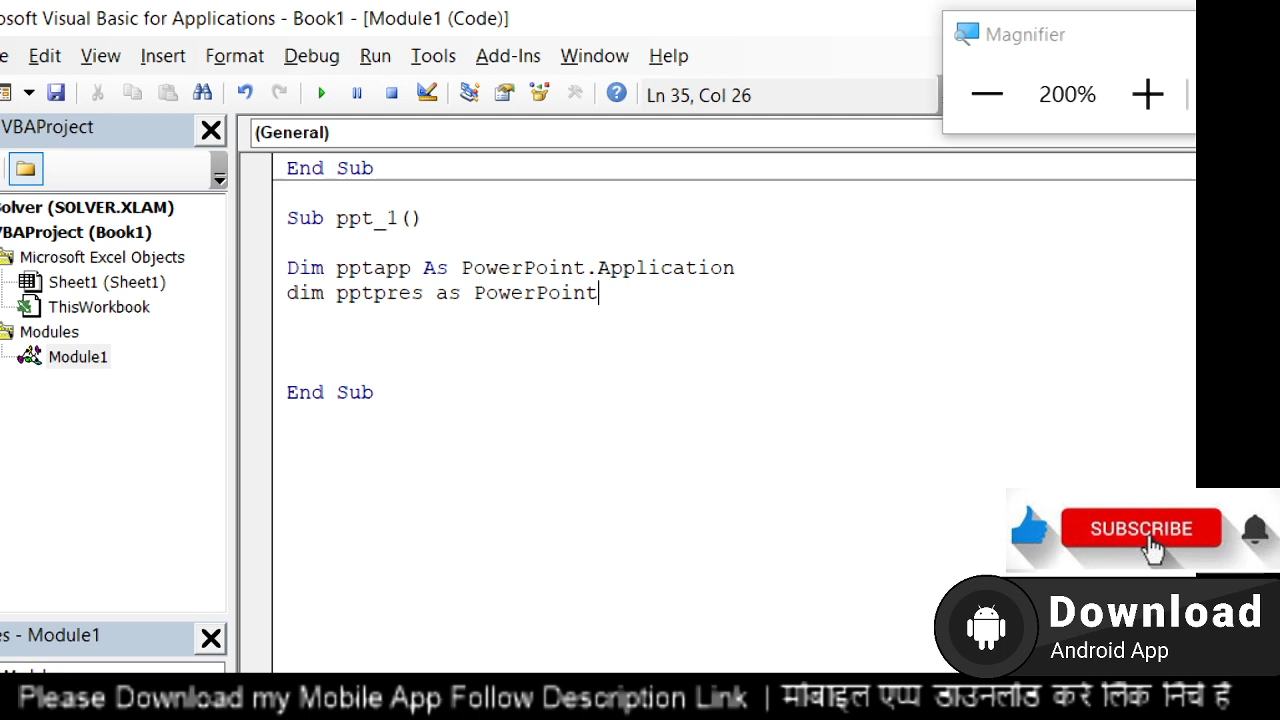 osoft Visual Basic for Applications - Book1 - [Module1 (Code)]
e Edit View Insert Format Debug Run Tools Add-Ins Window Help
Ln 35, Col 26
Magnifier
200%
VBAProject
(General)
olver (SOLVER.XLAM)
VBAProject (Book1)
Microsoft Excel Objects
Sheet1 (Sheet1)
ThisWorkbook
Modules
Module1
End Sub
Sub ppt_1()
Dim pptapp As PowerPoint.Application
dim pptpres as PowerPoint
End Sub
SUBSCRIBE
Download
Android App
es - Module1
Please Download my Mobile App Follow Description Link | मोबाइल एप्प डाउनलोड करे लिंक निचे है